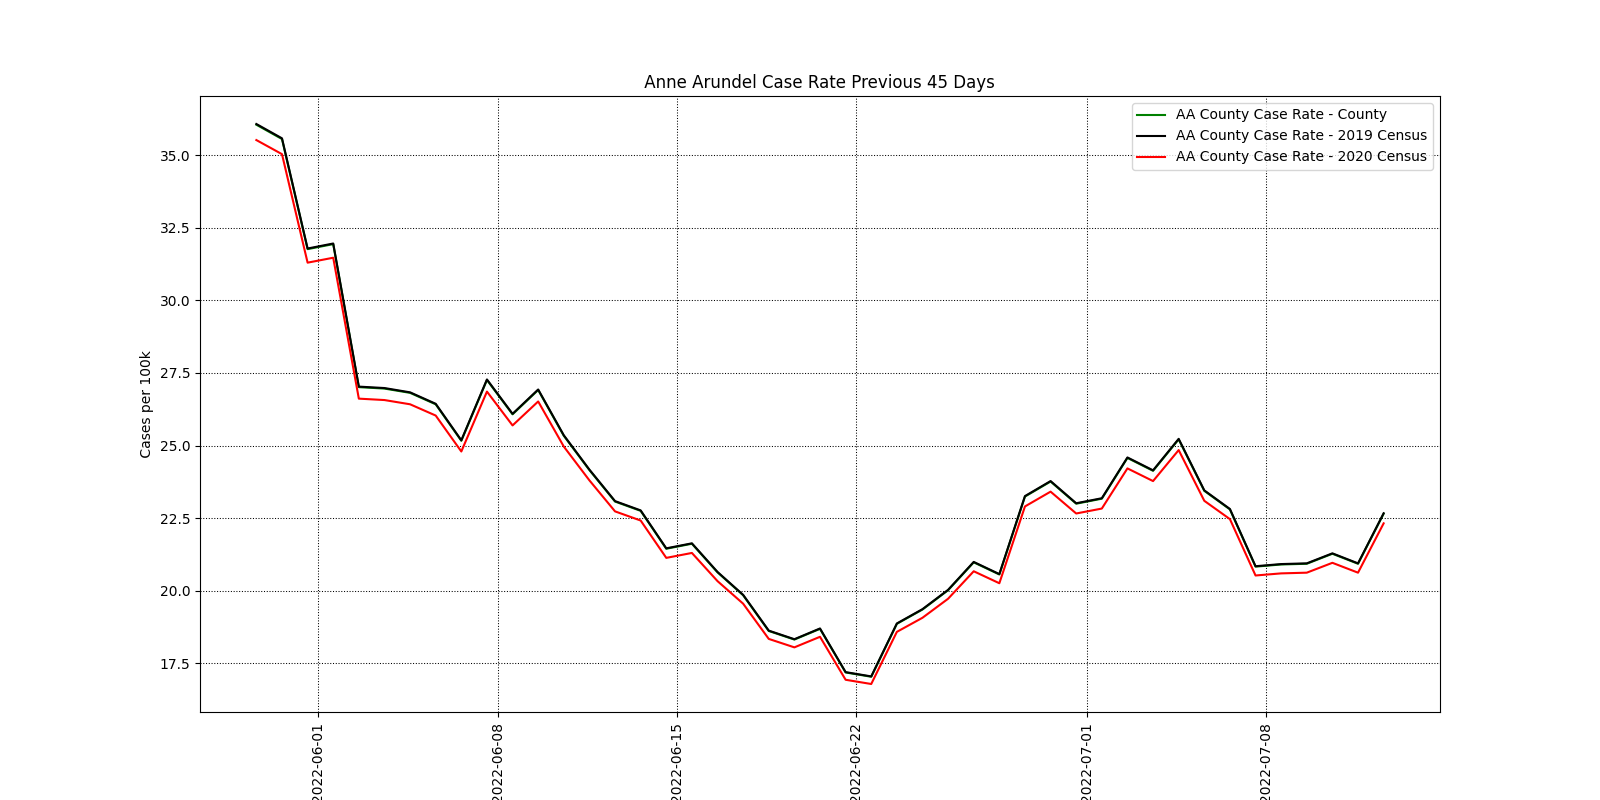 Anne Arundel Case Rate Previous 45 Days
AA County Case Rate - County
AA County Case Rate - 2019 Census
AA County Case Rate - 2020 Census
Cases per 100k
35.0
32.5
30.0
27.5
25.0
22.5
20.0
17.5
2022-06-01
2022-06-08
2022-06-15
2022-06-22
2022-07-01
2022-07-08